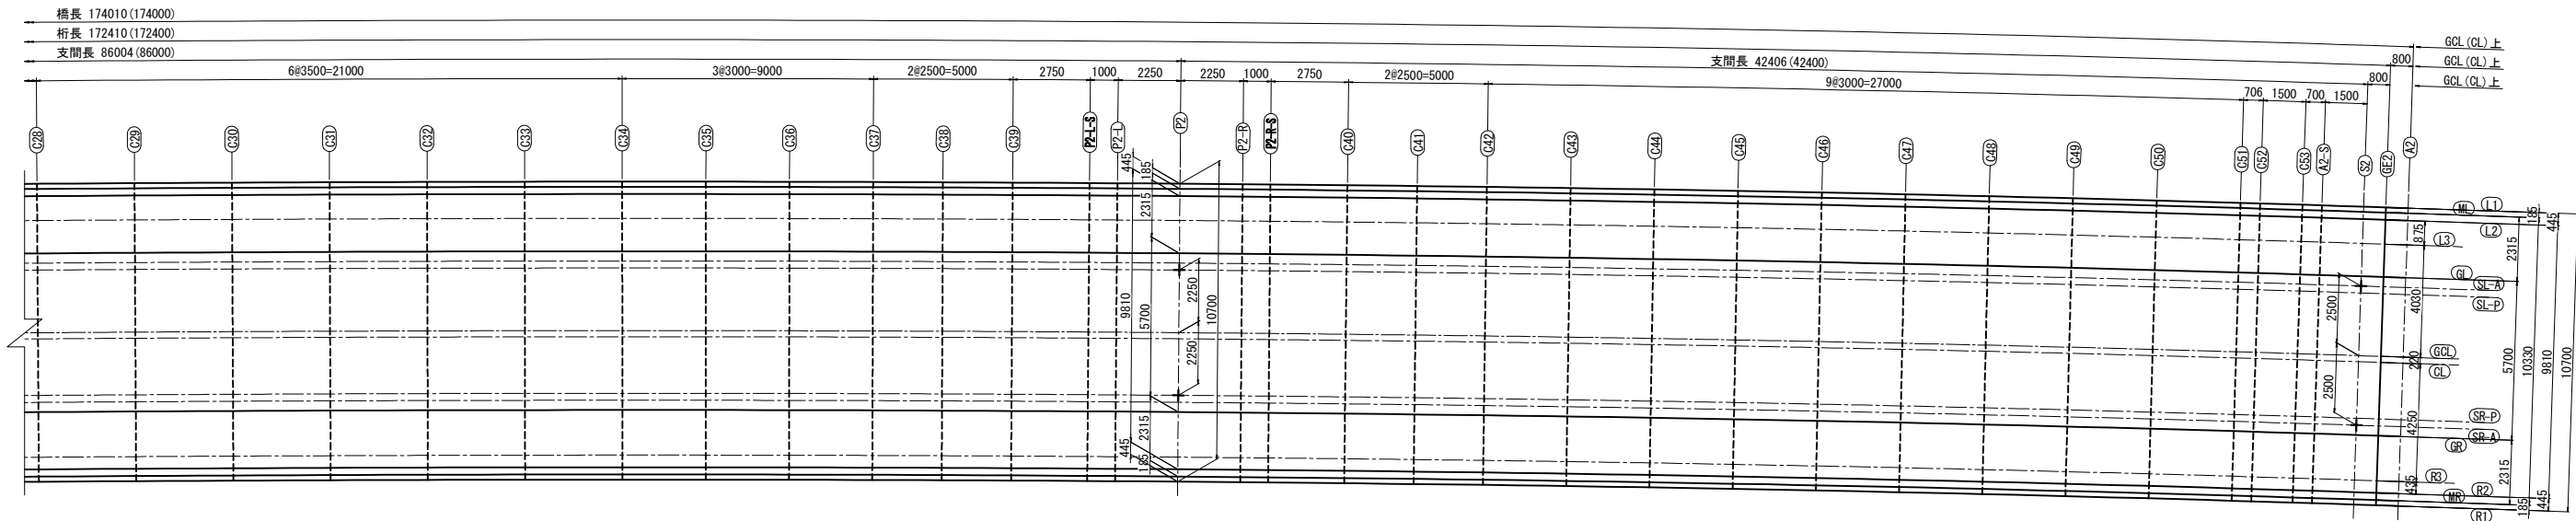 橋長 174010(174000)
桁長 172410(172400)
支間長 86004(86000)
GCL(CL)上
800
GCL(CL)上
支間長 42406(42400)
800
GCL(CL)上
6@3500=21000
3@3000=9000
2@2500=5000
2750
1000
2250
2250
1000
2750
2@2500=5000
9@3000=27000
706
1500
700
1500
C28
C29
C30
C31
C32
C33
C34
C35
C36
C37
C38
C39
P2-L-S
P2-L
P2
P2-R
P2-R-S
C40
C41
C42
C43
C44
C45
C46
C47
C48
C49
C50
C51
C52
C53
A2-S
S2
GE2
A2
445
185
2315
9810
5700
2250
2250
10700
2315
445
185
ML
L1
L2
L3
GL
SL-A
SL-P
GCL
CL
SR-P
SR-A
GR
R3
R2
MR
R1
875
4030
220
4250
435
2500
2500
185
445
2315
5700
10330
9810
10700
2315
445
185